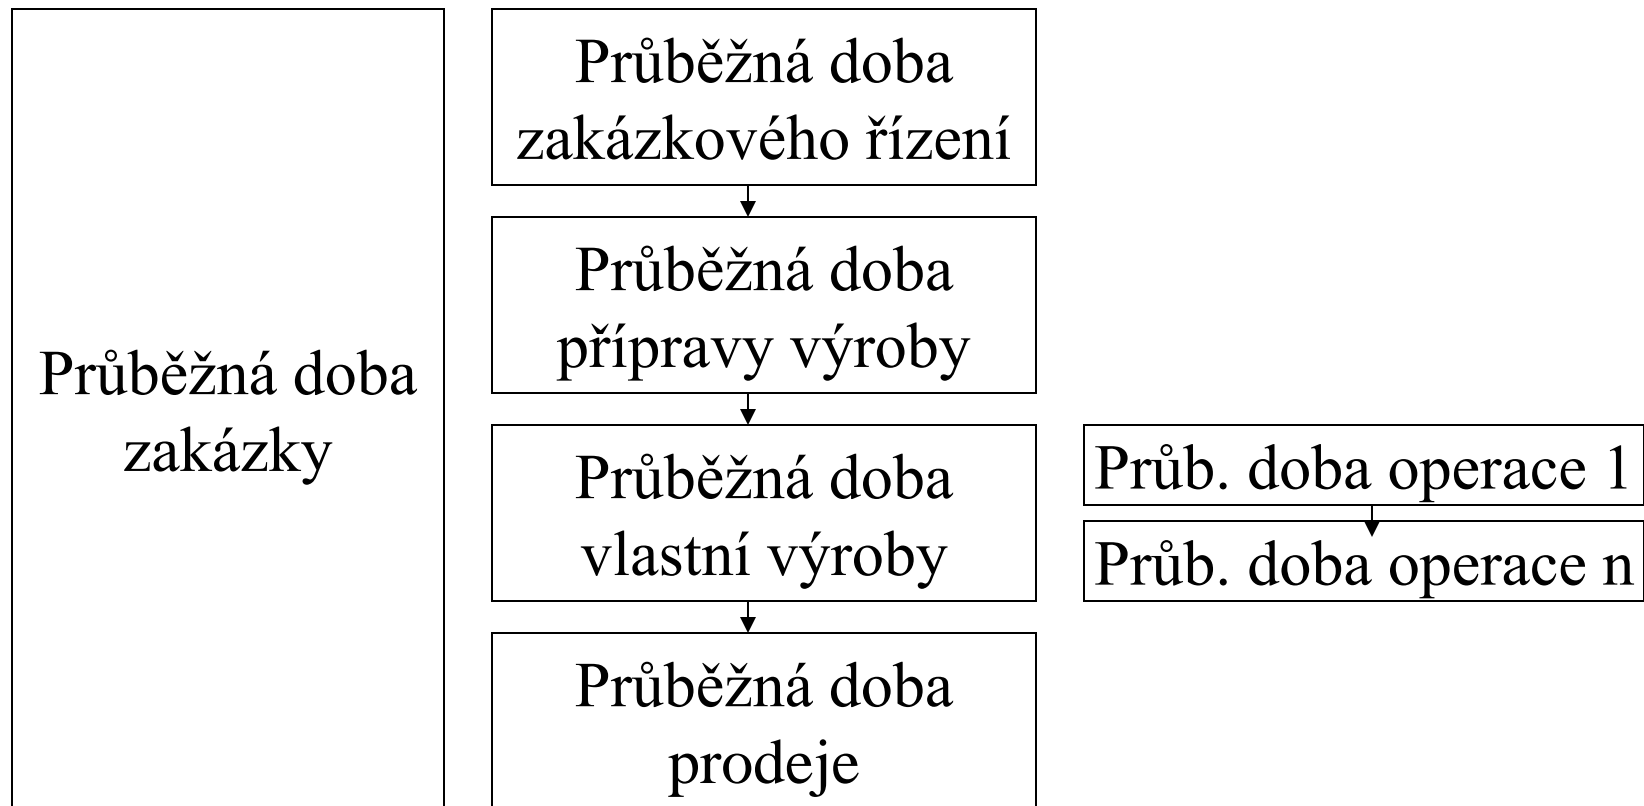 Průběžná doba
zakázky
Průběžná doba
zakázkového řízení
Průběžná doba
přípravy výroby
Průběžná doba
vlastní výroby
Průběžná doba
prodeje
Průb. doba operace 1
Průb. doba operace n